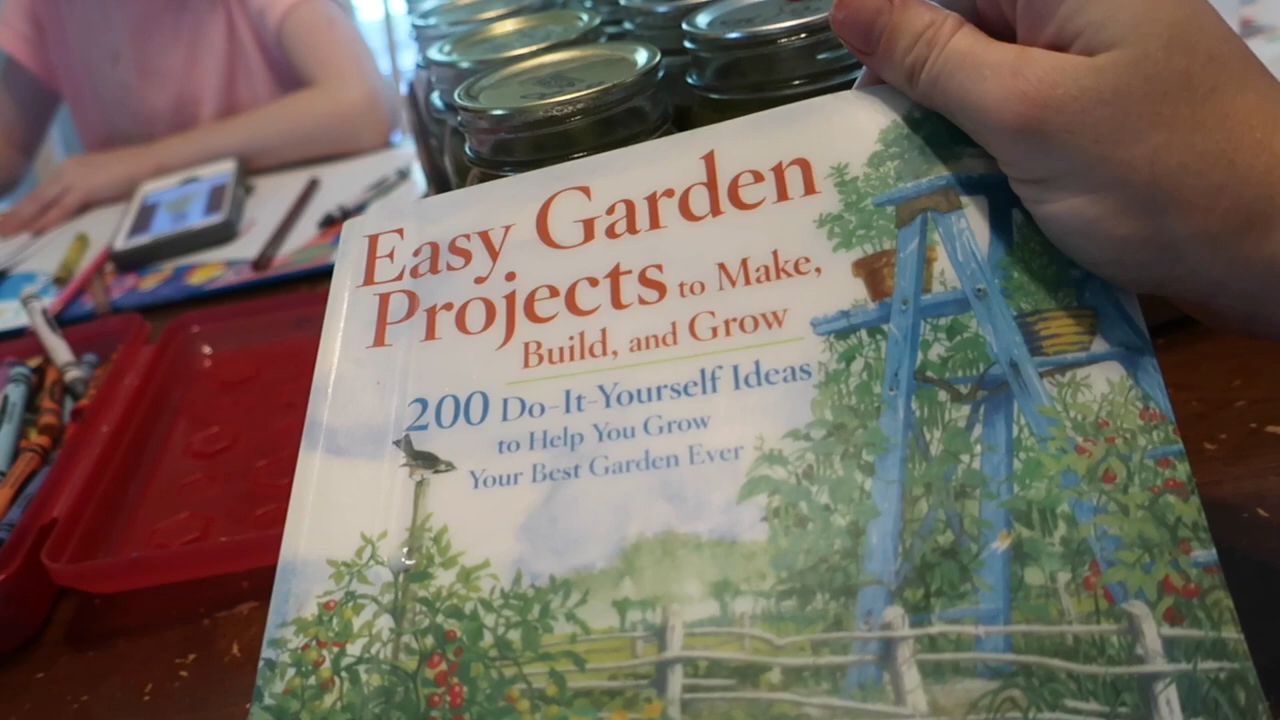 Easy Garden
Projects to Make,
Build, and Grow
200 Do-It-Yourself Ideas
to Help You Grow
Your Best Garden Ever